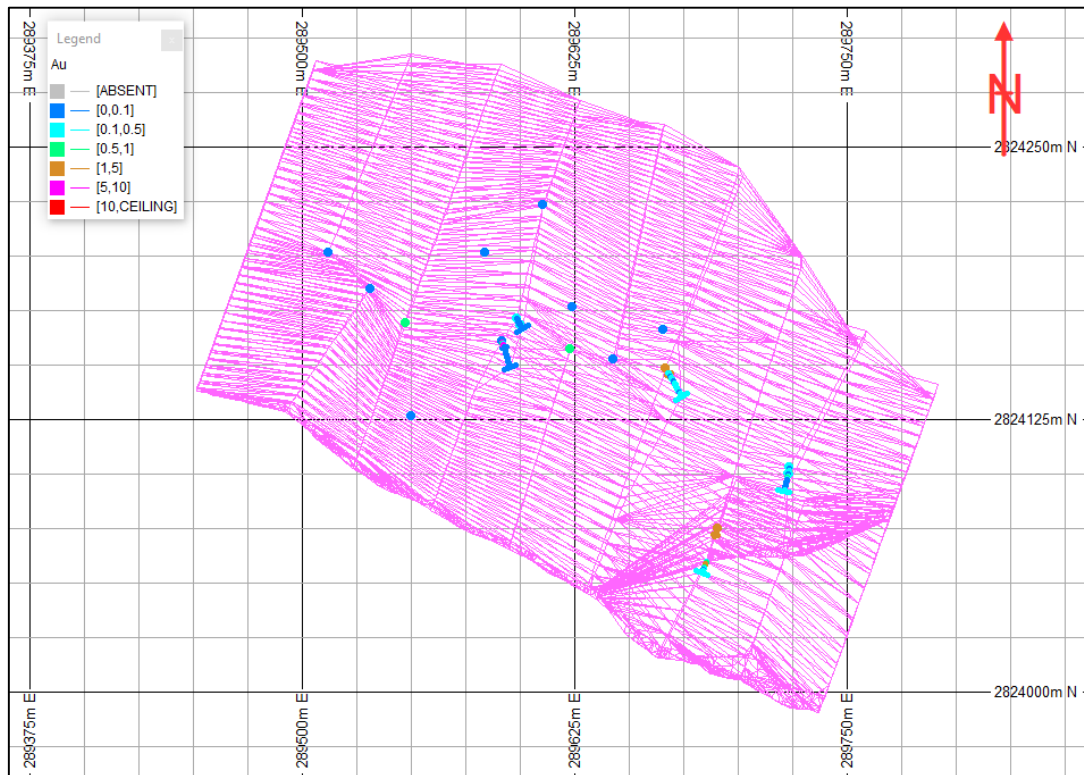 Legend
Au
[ABSENT]
[0,0.1]
[0.1,0.5]
[0.5,1]
[1,5]
[5,10]
[10,CEILING]
289375m E
289500m E
289625m E
289750m E
N
2824250m N
2824125m N
2824000m N
289375m E
289500m E
289625m E
289750m E